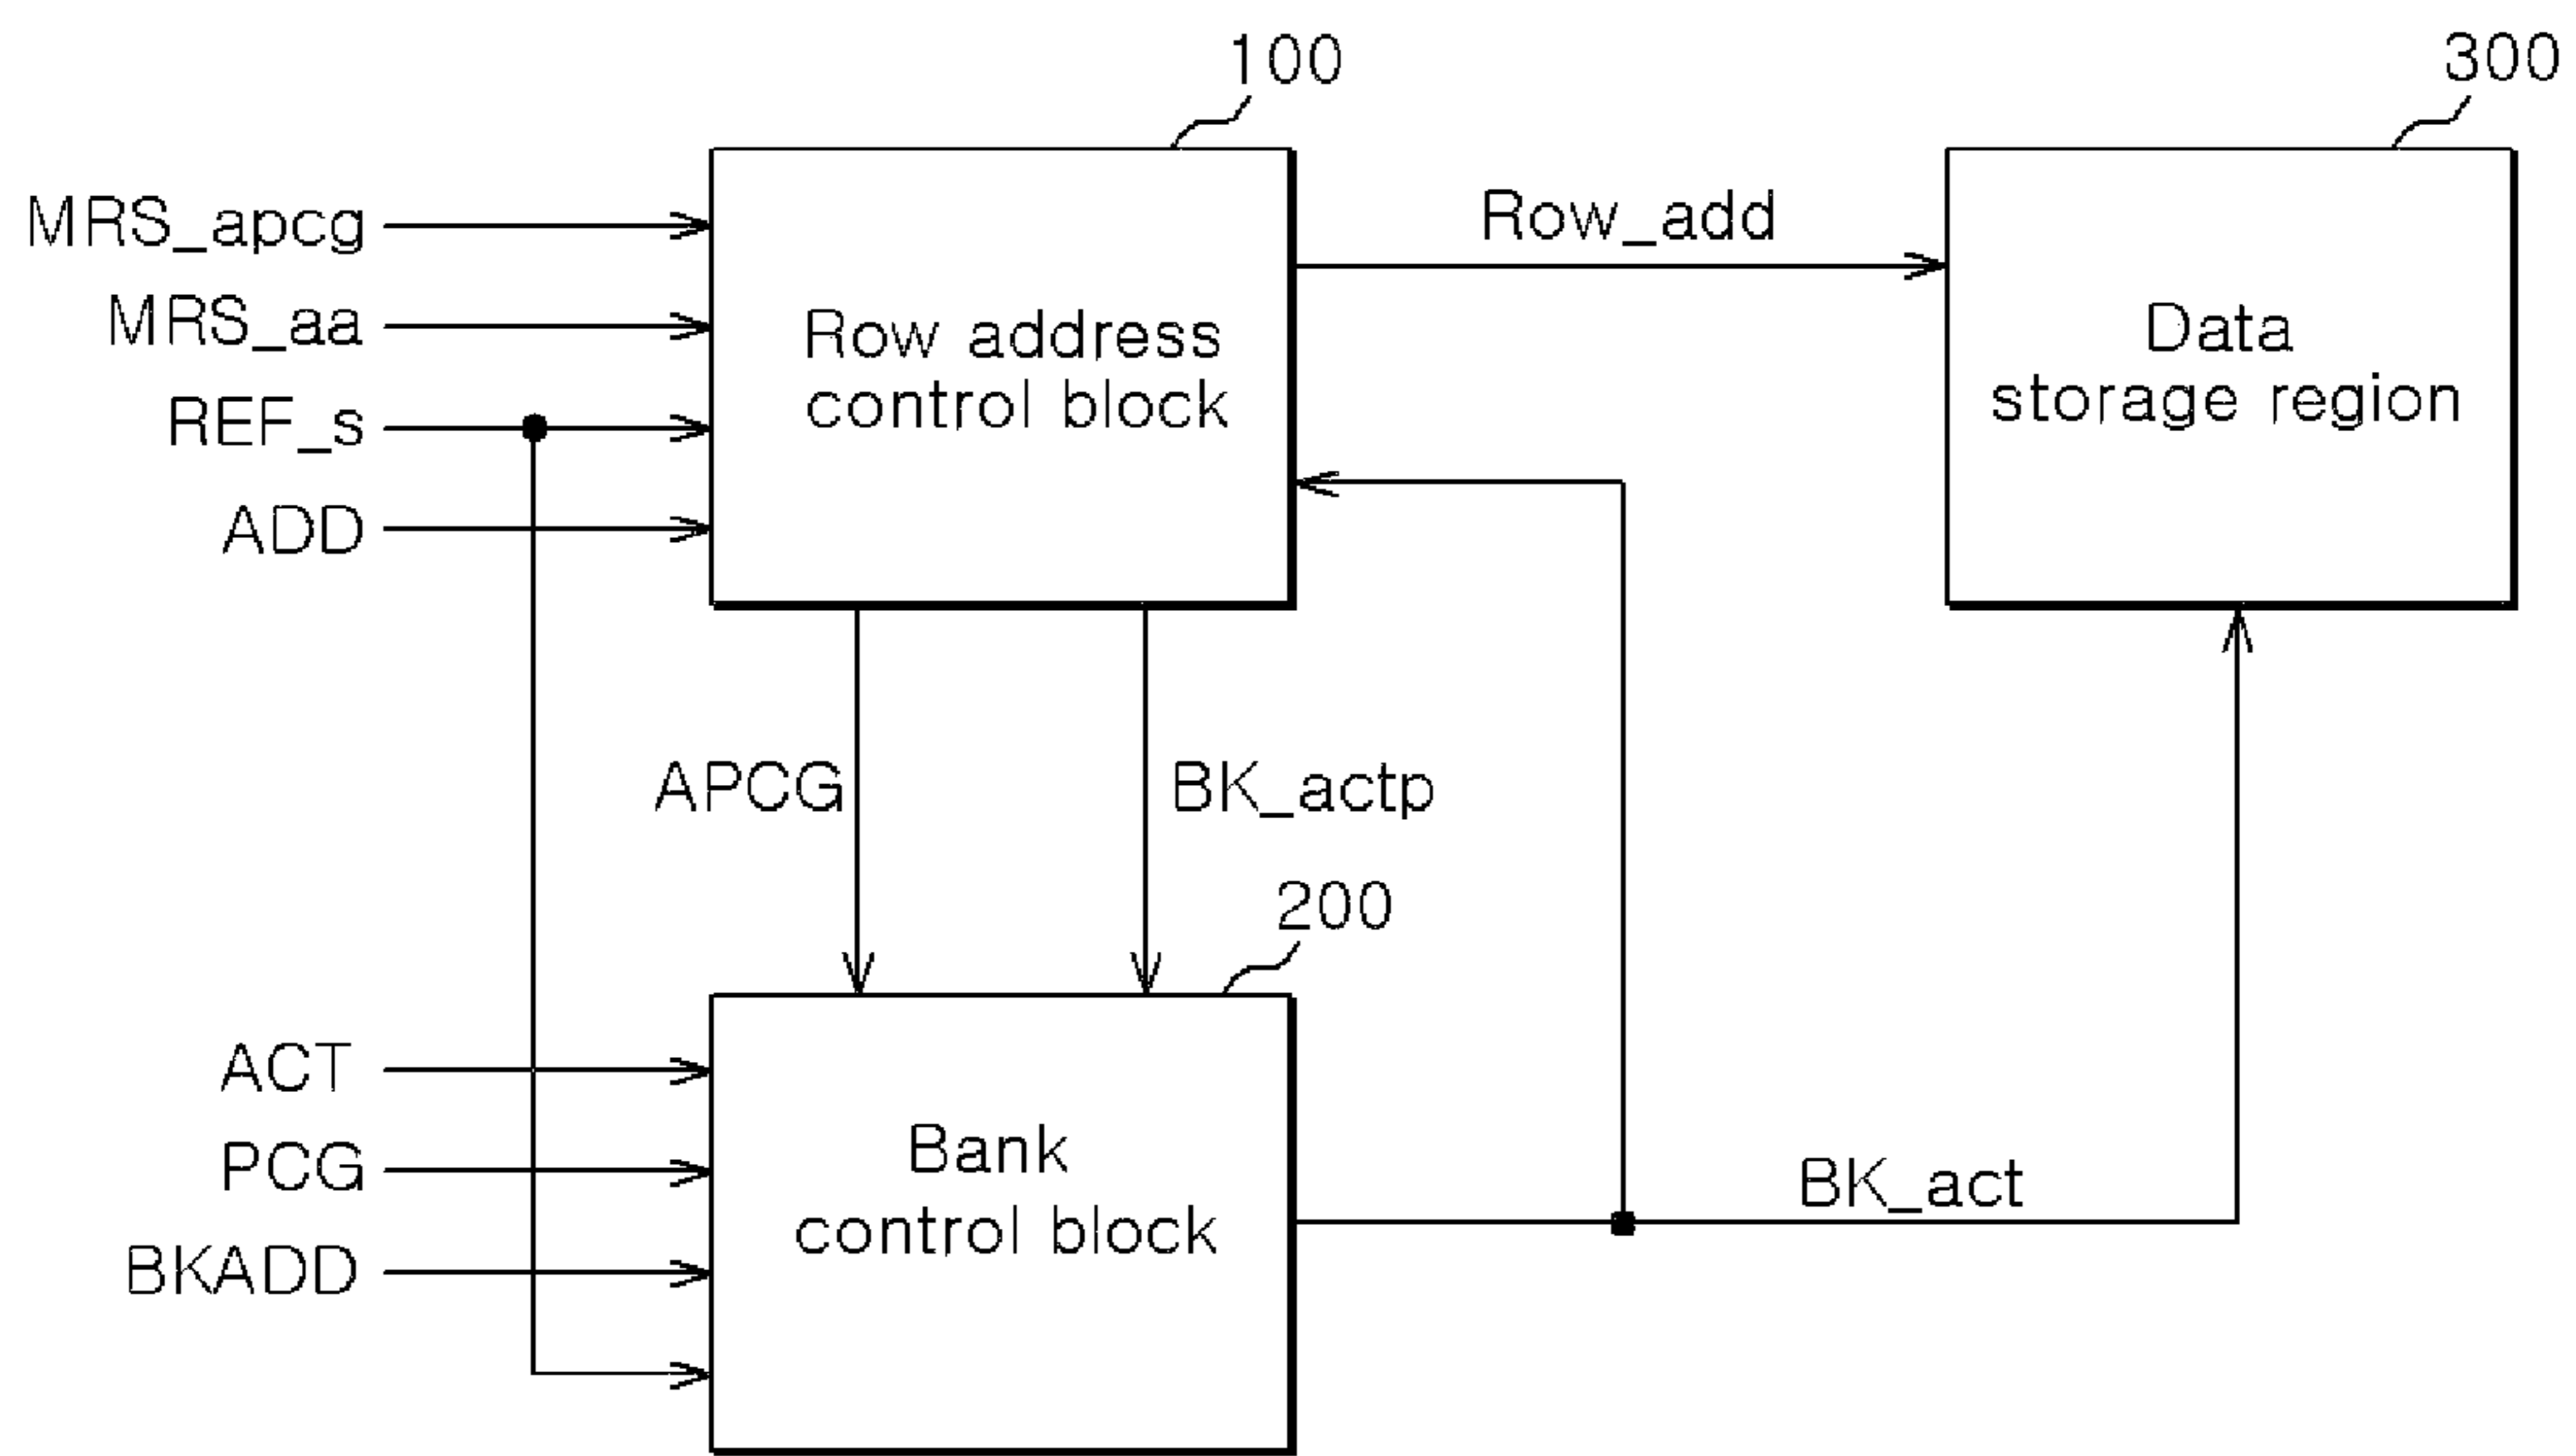 100
300
MRS_apcg
Row_add
MRS_aa
Row address
control block
Data
storage region
REF_s
ADD
APCG
BK_actp
200
ACT
PCG
Bank
control block
BK_act
BKADD